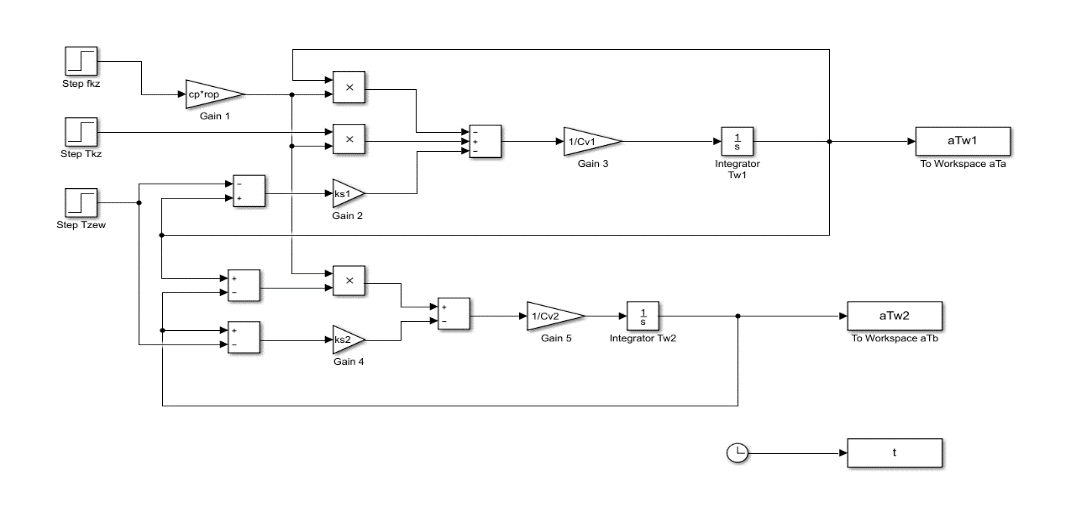 Step fkz
cp*rop
Gain 1
×
−
+
−
1/Cv1
Gain 3
1
s
Integrator
Tw1
aTw1
To Workspace aTa
Step Tkz
×
Step Tzew
−
+
ks1
Gain 2
+
−
×
+
−
1/Cv2
Gain 5
1
s
Integrator Tw2
aTw2
To Workspace aTb
+
−
ks2
Gain 4
t